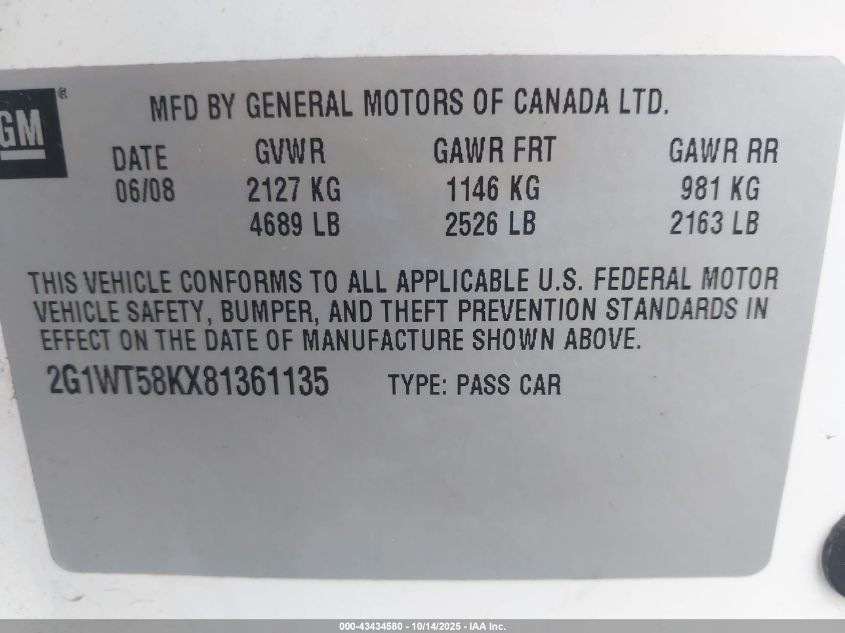 GM®
MFD BY GENERAL MOTORS OF CANADA LTD.
DATE GVWR GAWR FRT GAWR RR
06/08 2127 KG 1146 KG 981 KG
4689 LB 2526 LB 2163 LB
THIS VEHICLE CONFORMS TO ALL APPLICABLE U.S. FEDERAL MOTOR
VEHICLE SAFETY, BUMPER, AND THEFT PREVENTION STANDARDS IN
EFFECT ON THE DATE OF MANUFACTURE SHOWN ABOVE.
2G1WT58KX81361135 TYPE: PASS CAR
000-43434580 - 10/14/2025 - IAA Inc.